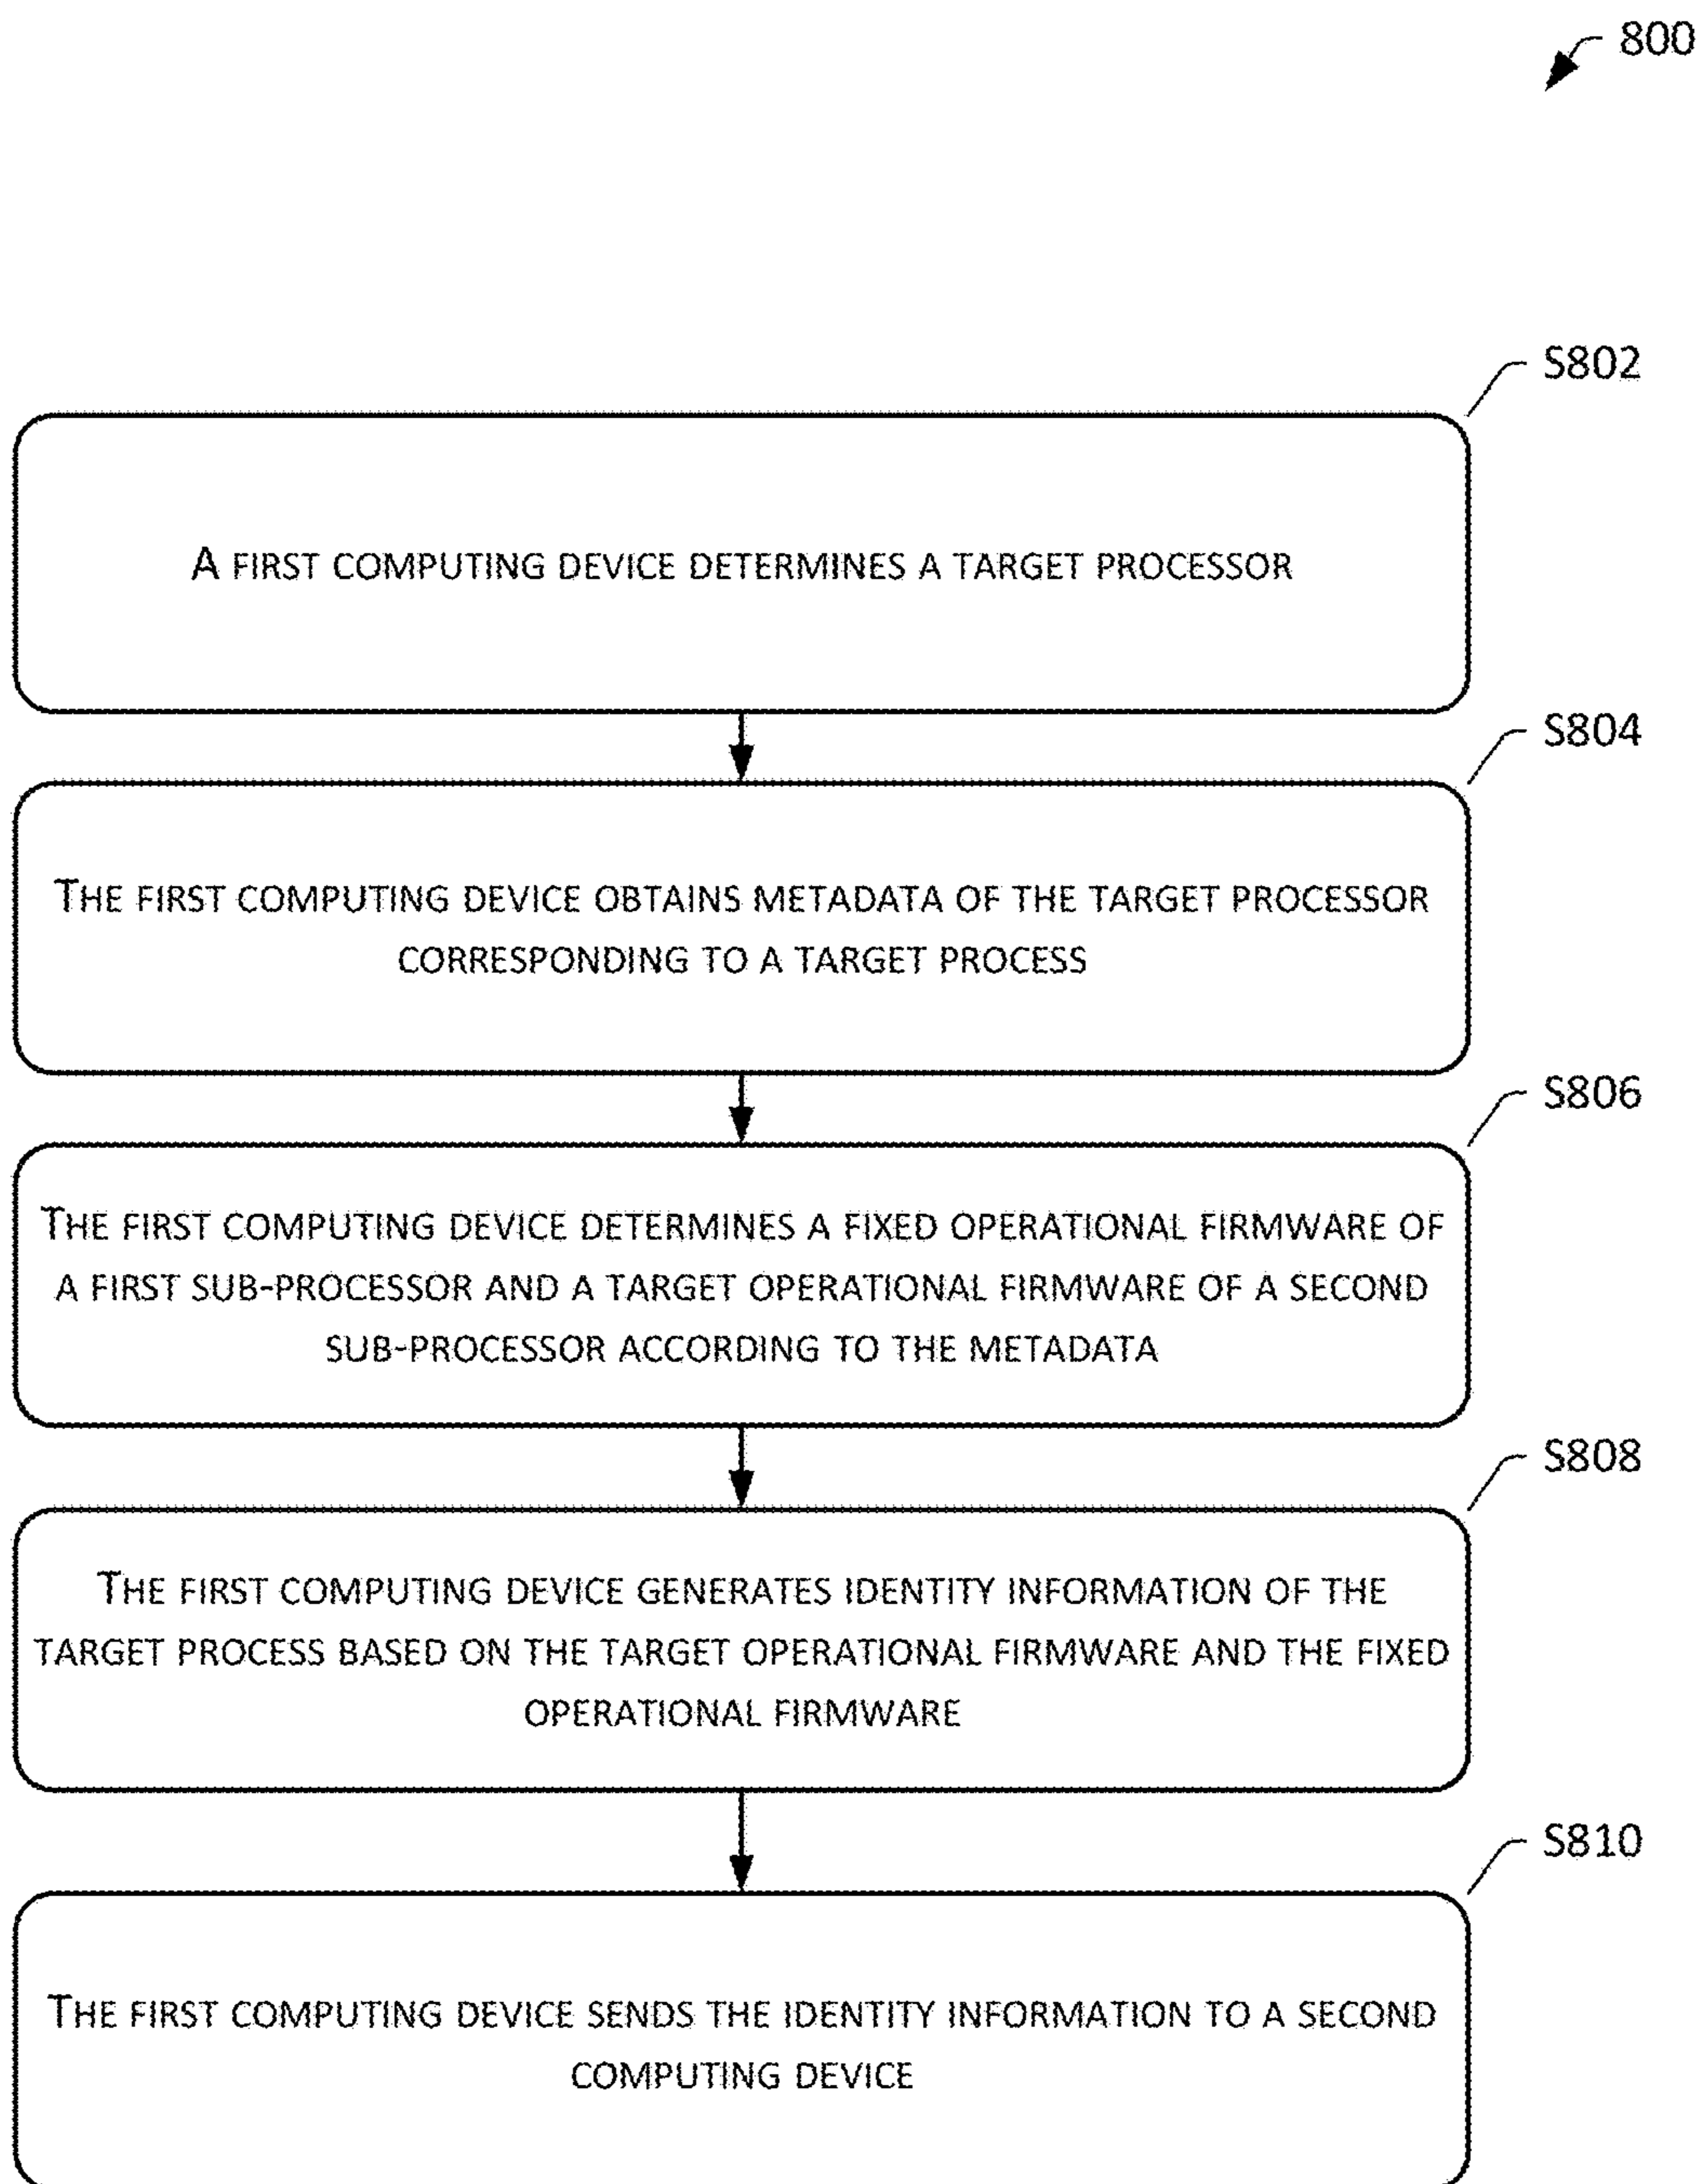 800
S802
A FIRST COMPUTING DEVICE DETERMINES A TARGET PROCESSOR
S804
THE FIRST COMPUTING DEVICE OBTAINS METADATA OF THE TARGET PROCESSOR
CORRESPONDING TO A TARGET PROCESS
S806
THE FIRST COMPUTING DEVICE DETERMINES A FIXED OPERATIONAL FIRMWARE OF
A FIRST SUB-PROCESSOR AND A TARGET OPERATIONAL FIRMWARE OF A SECOND
SUB-PROCESSOR ACCORDING TO THE METADATA
S808
THE FIRST COMPUTING DEVICE GENERATES IDENTITY INFORMATION OF THE
TARGET PROCESS BASED ON THE TARGET OPERATIONAL FIRMWARE AND THE FIXED
OPERATIONAL FIRMWARE
S810
THE FIRST COMPUTING DEVICE SENDS THE IDENTITY INFORMATION TO A SECOND
COMPUTING DEVICE